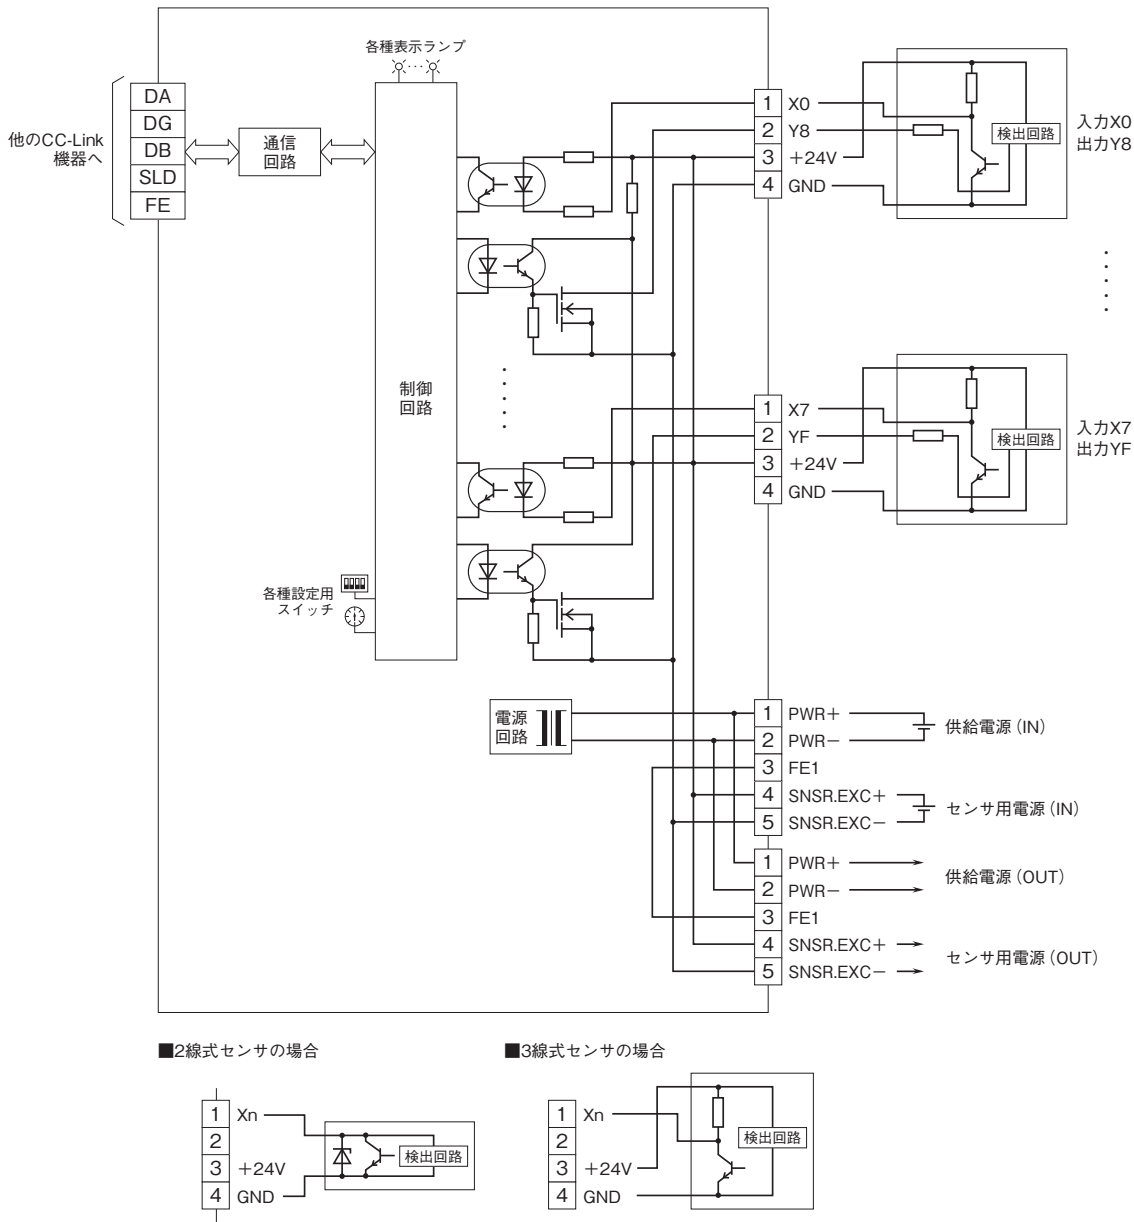 各種表示ランプ
他のCC-Link
機器へ
DA
DG
DB
SLD
FE
通信
回路
制御
回路
各種設定用
スイッチ
1 X0
2 Y8
3 +24V
4 GND
検出回路
入力X0
出力Y8
1 X7
2 YF
3 +24V
4 GND
検出回路
入力X7
出力YF
電源
回路
1 PWR+
2 PWR−
3 FE1
4 SNSR.EXC+
5 SNSR.EXC−
供給電源(IN)
センサ用電源(IN)
1 PWR+
2 PWR−
3 FE1
4 SNSR.EXC+
5 SNSR.EXC−
供給電源(OUT)
センサ用電源(OUT)
■2線式センサの場合
1 Xn
2
3 +24V
4 GND
検出回路
■3線式センサの場合
1 Xn
2
3 +24V
4 GND
検出回路